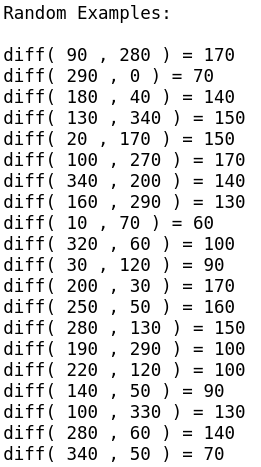 Random Examples:

diff( 90 , 280 ) = 170
diff( 290 , 0 ) = 70
diff( 180 , 40 ) = 140
diff( 130 , 340 ) = 150
diff( 20 , 170 ) = 150
diff( 100 , 270 ) = 170
diff( 340 , 200 ) = 140
diff( 160 , 290 ) = 130
diff( 10 , 70 ) = 60
diff( 320 , 60 ) = 100
diff( 30 , 120 ) = 90
diff( 200 , 30 ) = 170
diff( 250 , 50 ) = 160
diff( 280 , 130 ) = 150
diff( 190 , 290 ) = 100
diff( 220 , 120 ) = 100
diff( 140 , 50 ) = 90
diff( 100 , 330 ) = 130
diff( 280 , 60 ) = 140
diff( 340 , 50 ) = 70